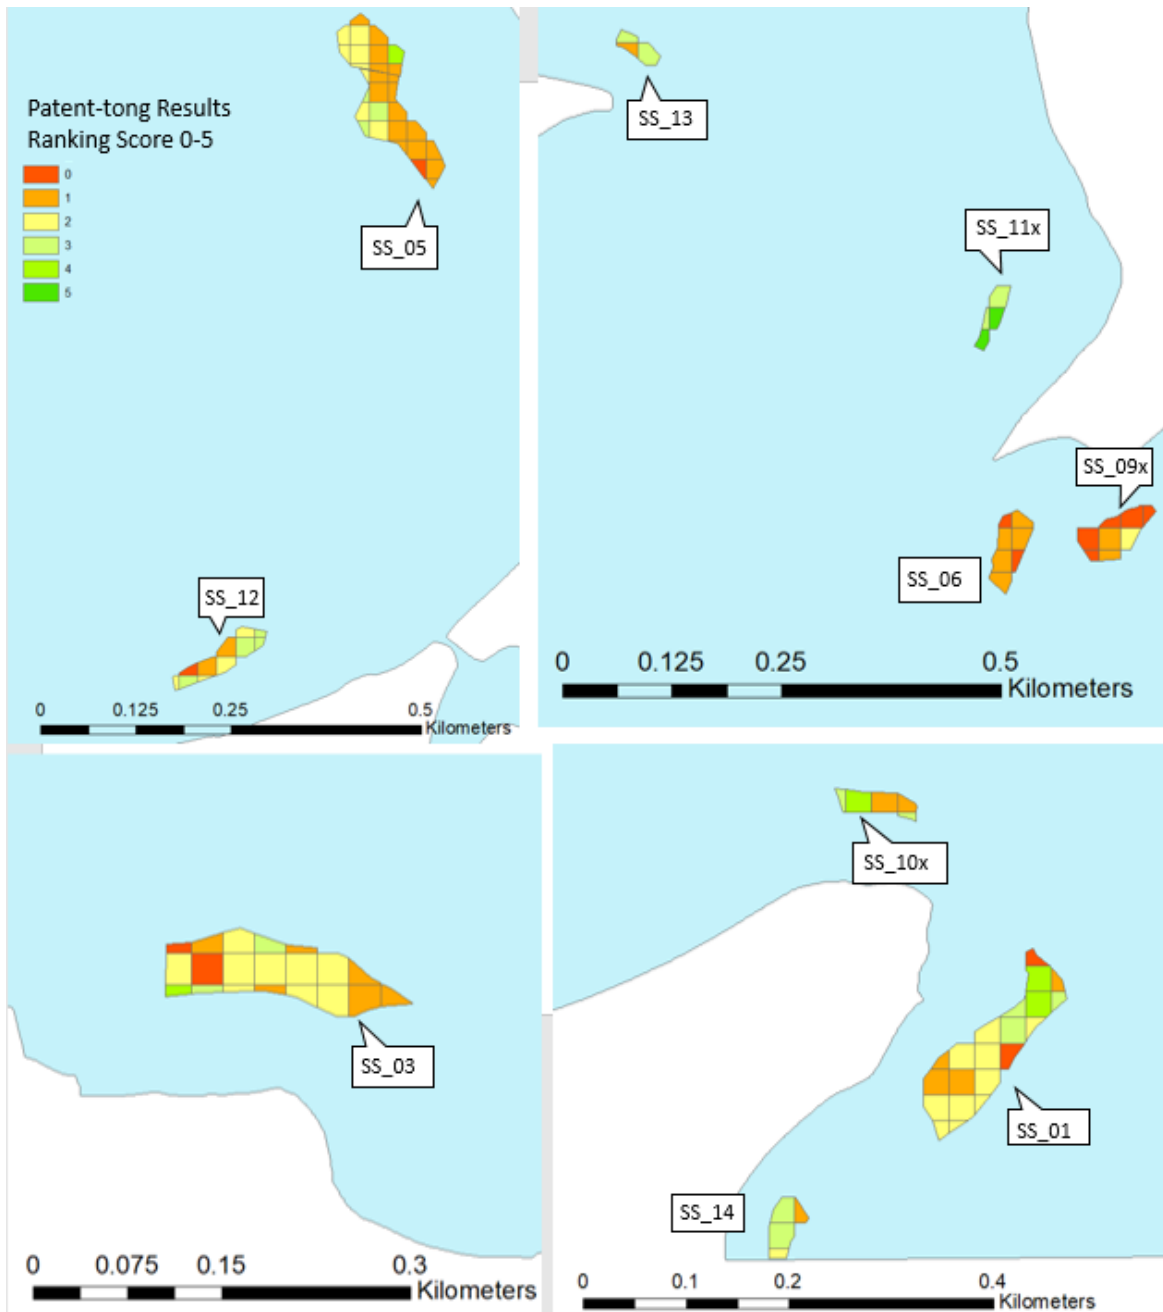 Patent-tong Results
Ranking Score 0-5
0
1
2
3
4
5
SS_05
SS_12
0 0.125 0.25 0.5
Kilometers
SS_13
SS_11x
SS_09x
SS_06
0 0.125 0.25 0.5
Kilometers
SS_03
0 0.075 0.15 0.3
Kilometers
SS_10x
SS_01
SS_14
0 0.1 0.2 0.4
Kilometers